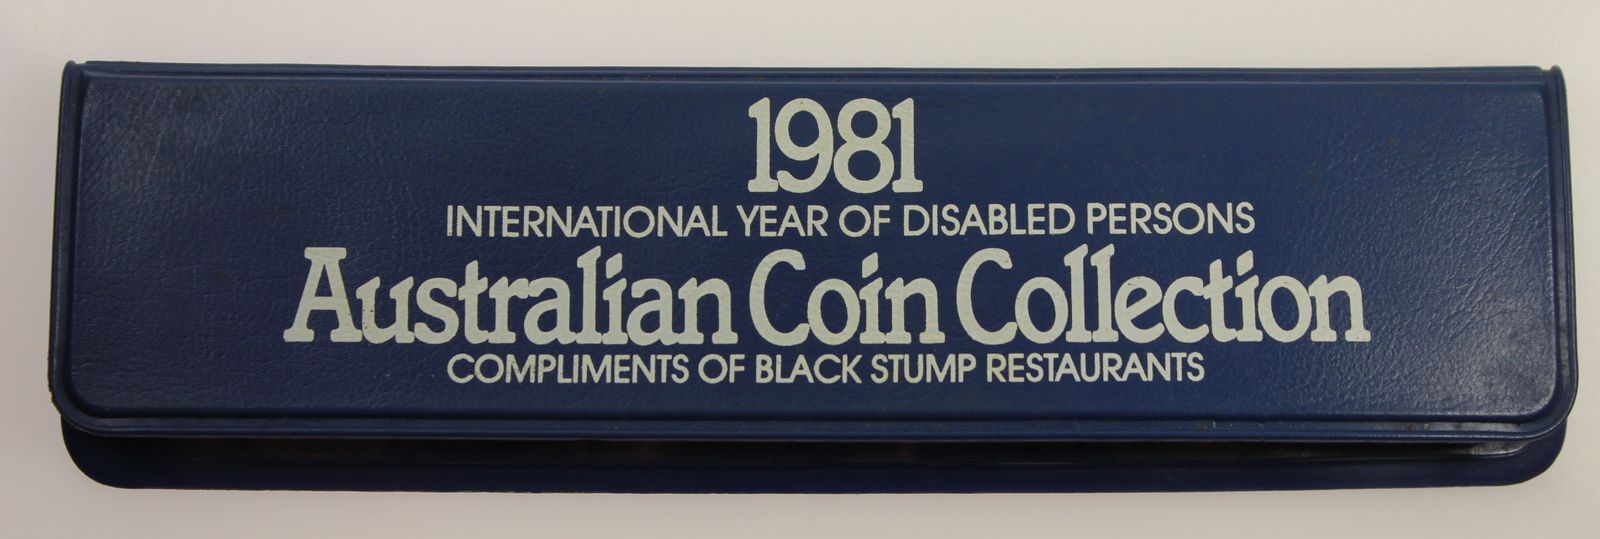 1981
INTERNATIONAL YEAR OF DISABLED PERSONS
Australian Coin Collection
COMPLIMENTS OF BLACK STUMP RESTAURANTS